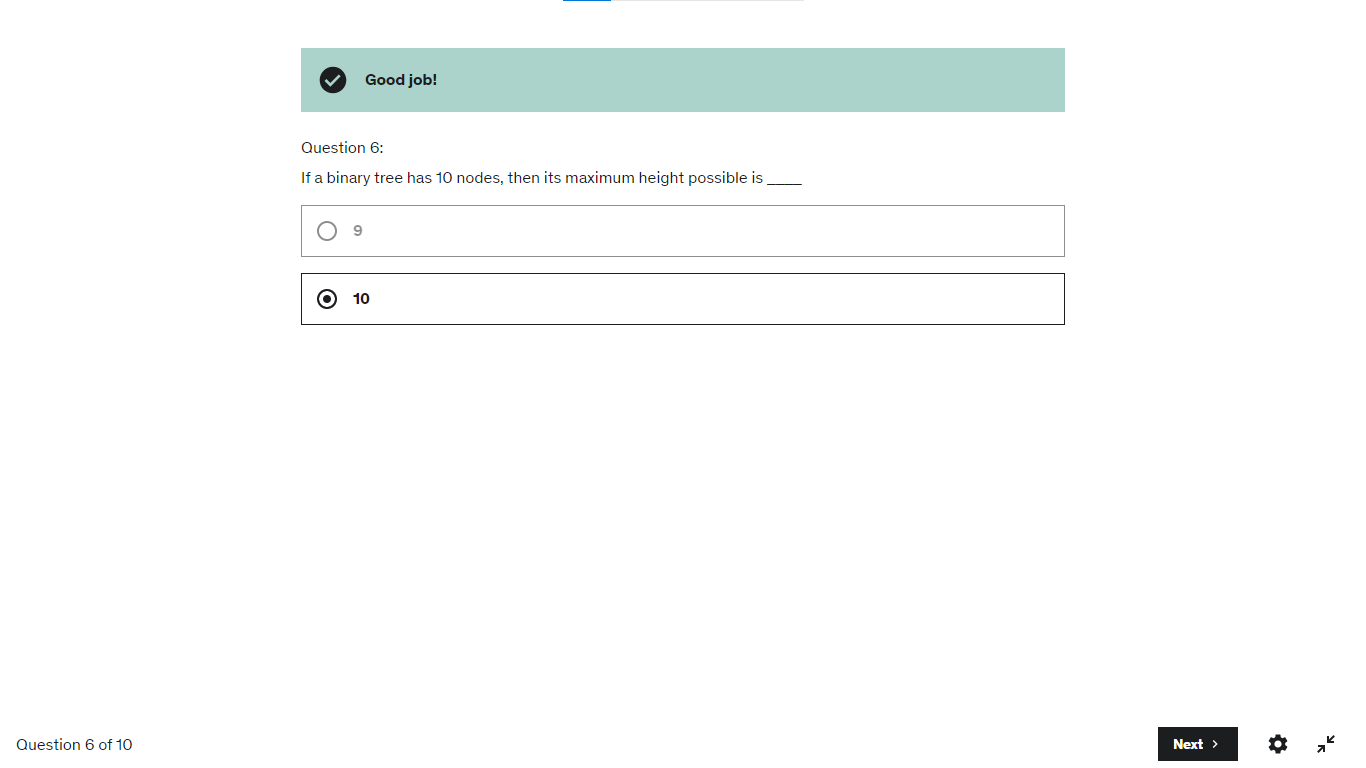 Good job!
Question 6:
If a binary tree has 10 nodes, then its maximum height possible is ____
9
10
Question 6 of 10
Next